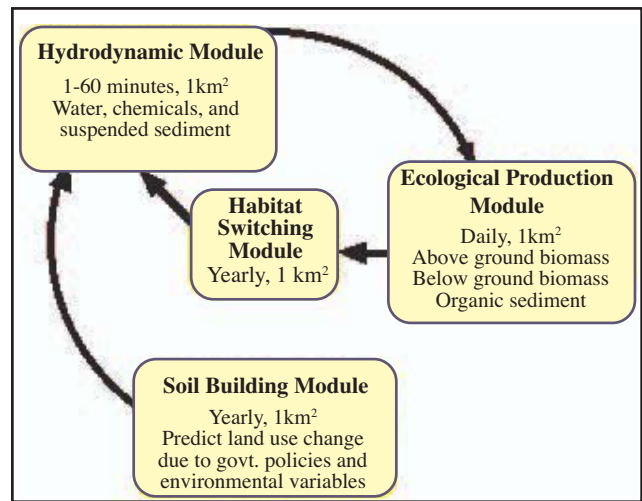 Hydrodynamic Module
1-60 minutes, 1km²
Water, chemicals, and
suspended sediment
Ecological Production
Module
Daily, 1km²
Above ground biomass
Below ground biomass
Organic sediment
Habitat
Switching
Module
Yearly, 1 km²
Soil Building Module
Yearly, 1km²
Predict land use change
due to govt. policies and
environmental variables